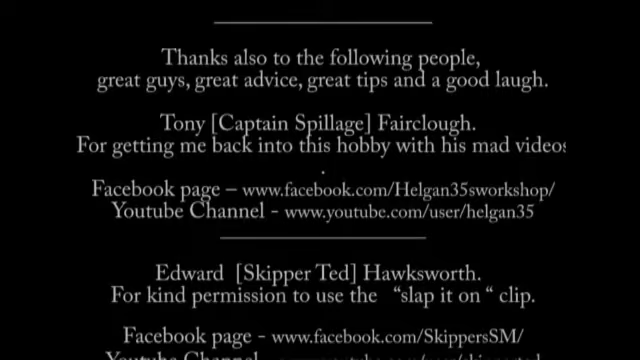 Thanks also to the following people,
great guys, great advice, great tips and a good laugh.
Tony [Captain Spillage] Fairclough.
For getting me back into this hobby with his mad videos
.
Facebook page – www.facebook.com/Helgan35sworkshop/
Youtube Channel - www.youtube.com/user/helgan35
Edward [Skipper Ted] Hawksworth.
For kind permission to use the “slap it on “ clip.
Facebook page - www.facebook.com/SkippersSM/
Youtube Channel -